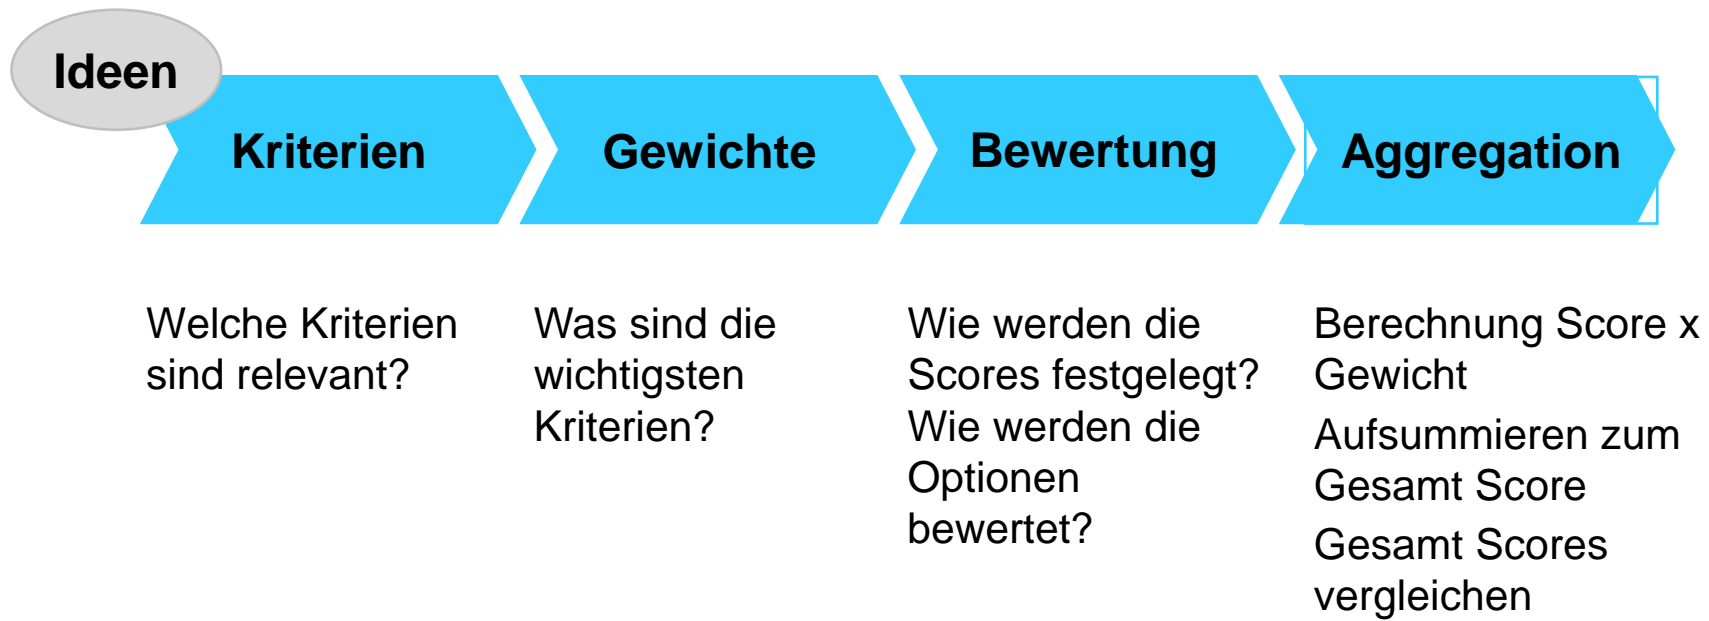 Ideen
Kriterien
Gewichte
Bewertung
Aggregation
Welche Kriterien
sind relevant?
Was sind die
wichtigsten
Kriterien?
Wie werden die
Scores festgelegt?
Wie werden die
Optionen
bewertet?
Berechnung Score x
Gewicht
Aufsummieren zum
Gesamt Score
Gesamt Scores
vergleichen